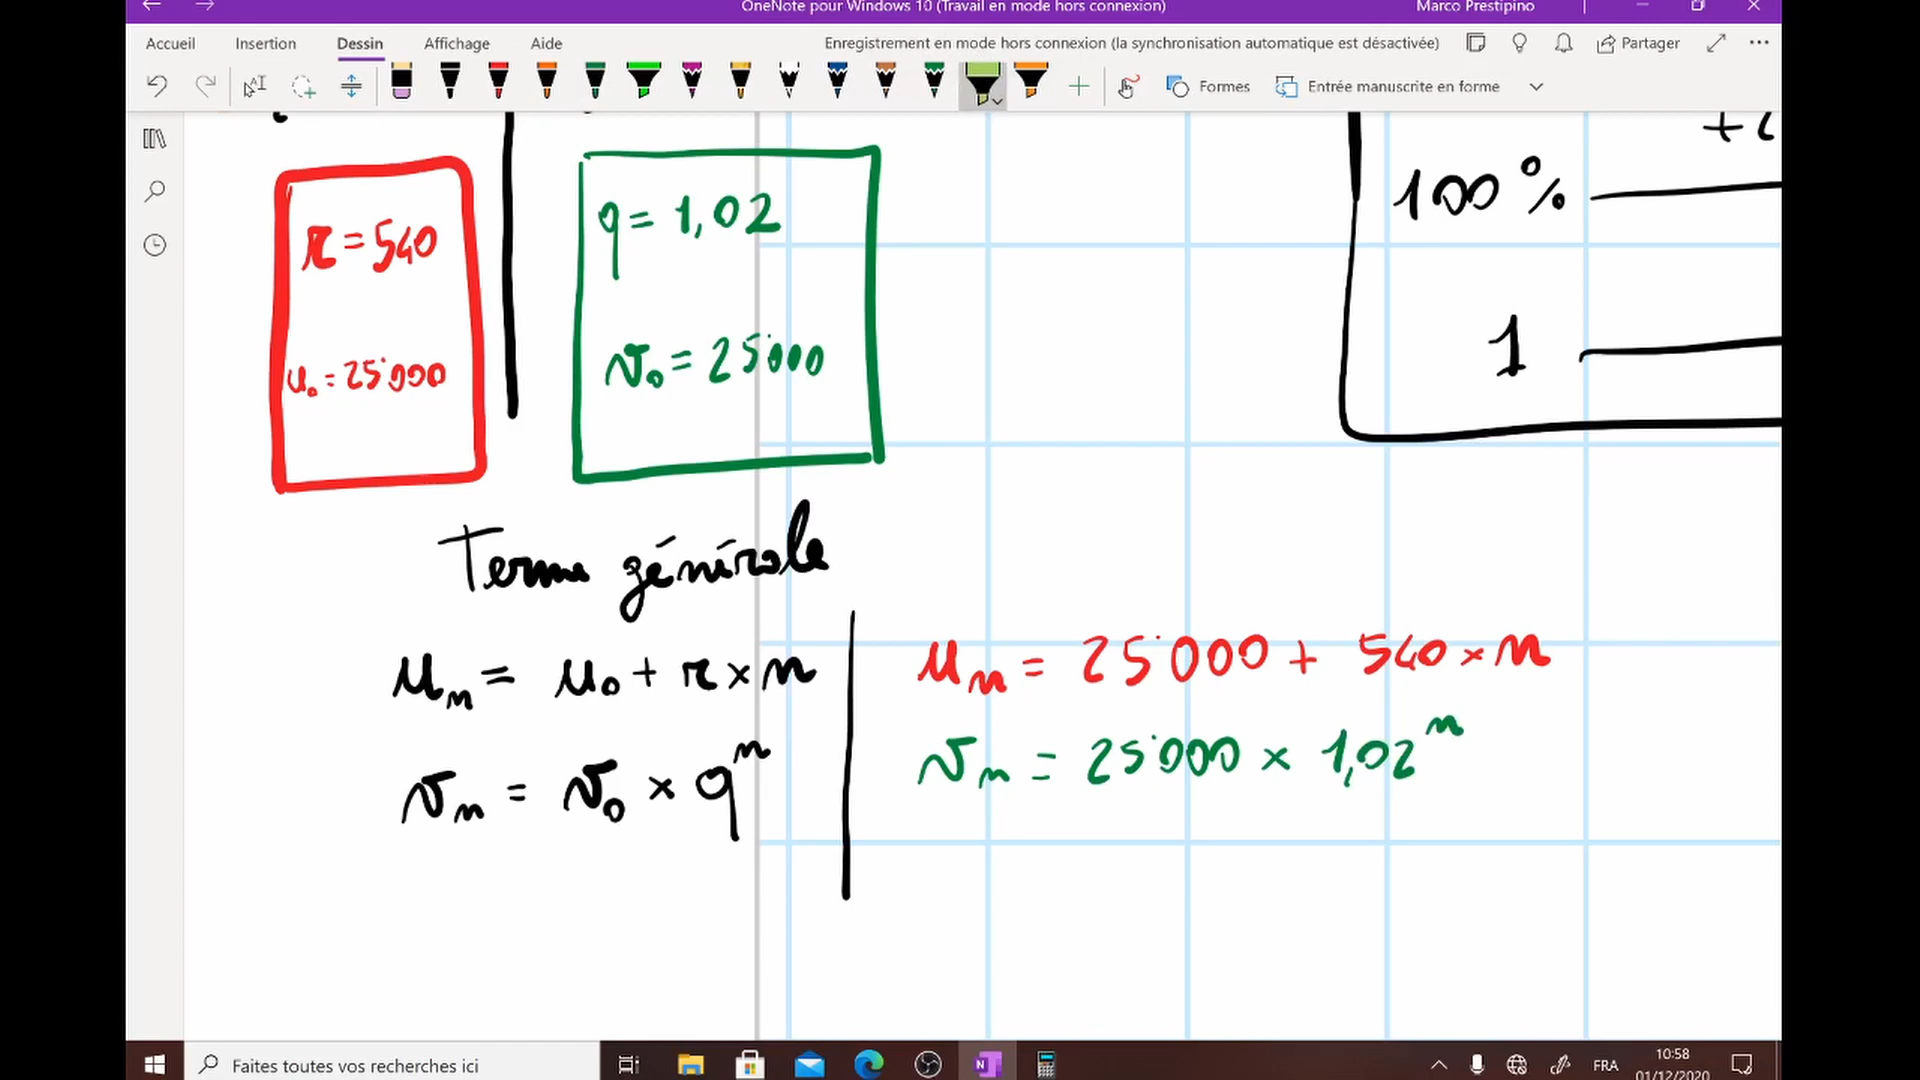 OneNote pour Windows 10 (Travail en mode hors connexion)
Marco Prestipino
Accueil Insertion Dessin Affichage Aide
Enregistrement en mode hors connexion (la synchronisation automatique est désactivée)
Partager
Formes
Entrée manuscrite en forme
r = 540
u₀ = 25'000
q = 1,02
v₀ = 25'000
100 %
1
Terme générale
uₙ = u₀ + r × n
vₙ = v₀ × qⁿ
uₙ = 25'000 + 540 × n
vₙ = 25'000 × 1,02ⁿ
Faites toutes vos recherches ici
FRA
10:58
01/12/2020